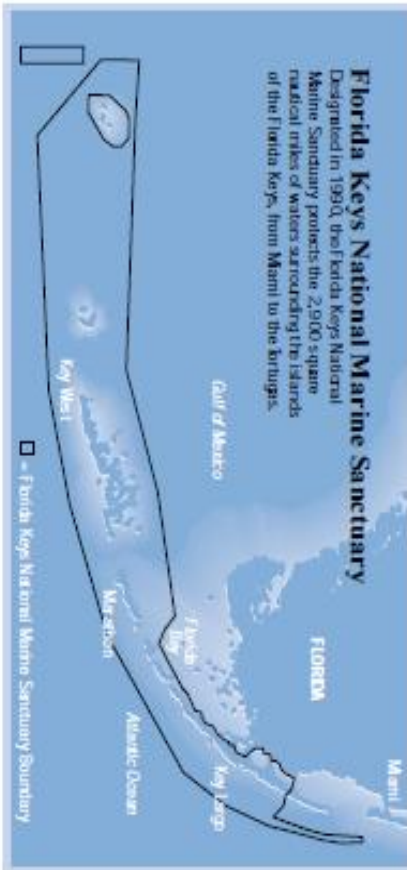 Florida Keys National Marine Sanctuary
Designated in 1990, the Florida Keys National
Marine Sanctuary protects the 2,900 square
nautical miles of waters surrounding the islands
of the Florida Keys, from Miami to the Tortugas.
Gulf of Mexico
FLORIDA
Miami
Florida
Bay
Key West
Marathon
Key Largo
Atlantic Ocean
= Florida Keys National Marine Sanctuary Boundary